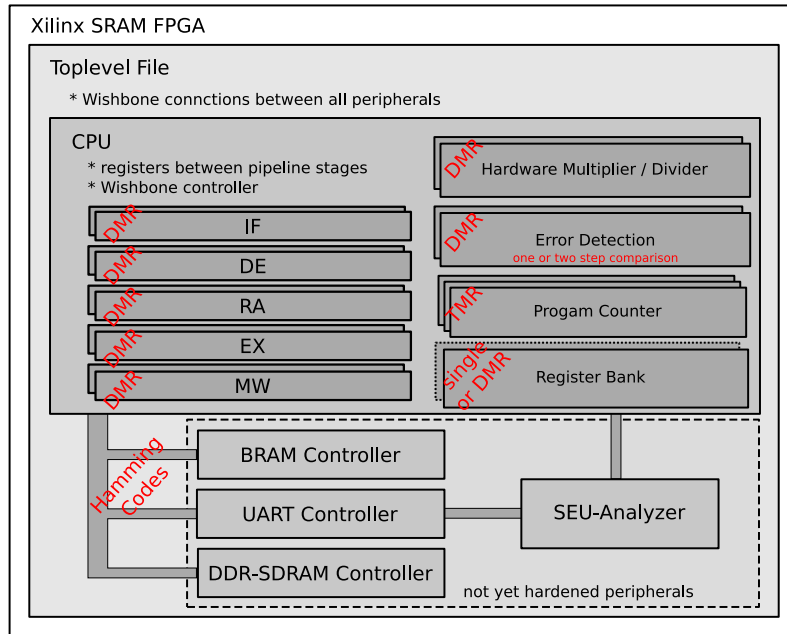 Xilinx SRAM FPGA
Toplevel File
* Wishbone connctions between all peripherals
CPU
* registers between pipeline stages
* Wishbone controller
DMR
IF
DMR
DE
DMR
RA
DMR
EX
DMR
MW
DMR
Hardware Multiplier / Divider
DMR
Error Detection
one or two step comparison
TMR
Progam Counter
single
or DMR
Register Bank
Hamming
Codes
BRAM Controller
UART Controller
DDR-SDRAM Controller
SEU-Analyzer
not yet hardened peripherals